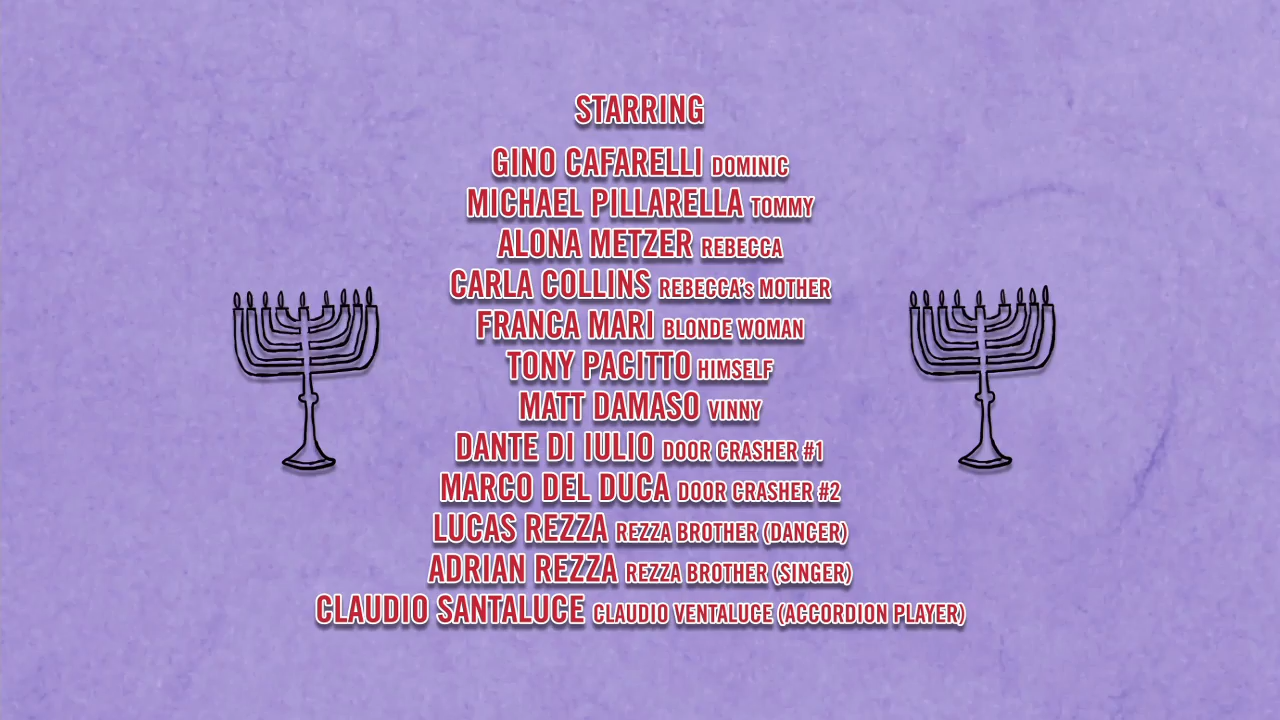 STARRING
GINO CAFARELLI DOMINIC
MICHAEL PILLARELLA TOMMY
ALONA METZER REBECCA
CARLA COLLINS REBECCA's MOTHER
FRANCA MARI BLONDE WOMAN
TONY PACITTO HIMSELF
MATT DAMASO VINNY
DANTE DI IULIO DOOR CRASHER #1
MARCO DEL DUCA DOOR CRASHER #2
LUCAS REZZA REZZA BROTHER (DANCER)
ADRIAN REZZA REZZA BROTHER (SINGER)
CLAUDIO SANTALUCE CLAUDIO VENTALUCE (ACCORDION PLAYER)